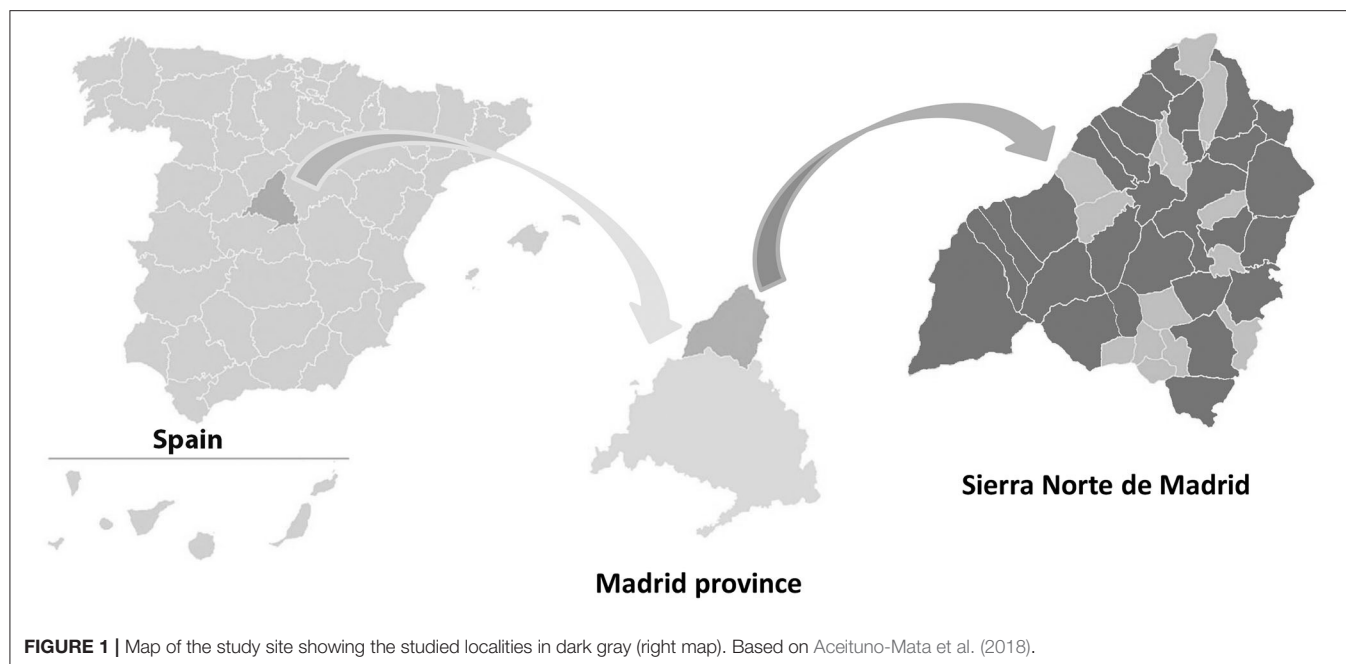 Spain
Sierra Norte de Madrid
Madrid province
FIGURE 1 | Map of the study site showing the studied localities in dark gray (right map). Based on Aceituno-Mata et al. (2018).